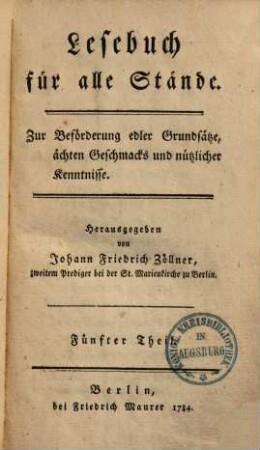 Lesebuch
für alle Stände.
Zur Beförderung edler Grundsätze,
ächten Geschmacks und nützlicher
Kenntnisse.
Herausgegeben
von
Johann Friedrich Zöllner,
zweitem Prediger bei der St. Marienkirche zu Berlin.
Fünfter Theil.
KREISBIBLIOTHEK
IN
AUGSBURG
Berlin,
bei Friedrich Maurer 1784.